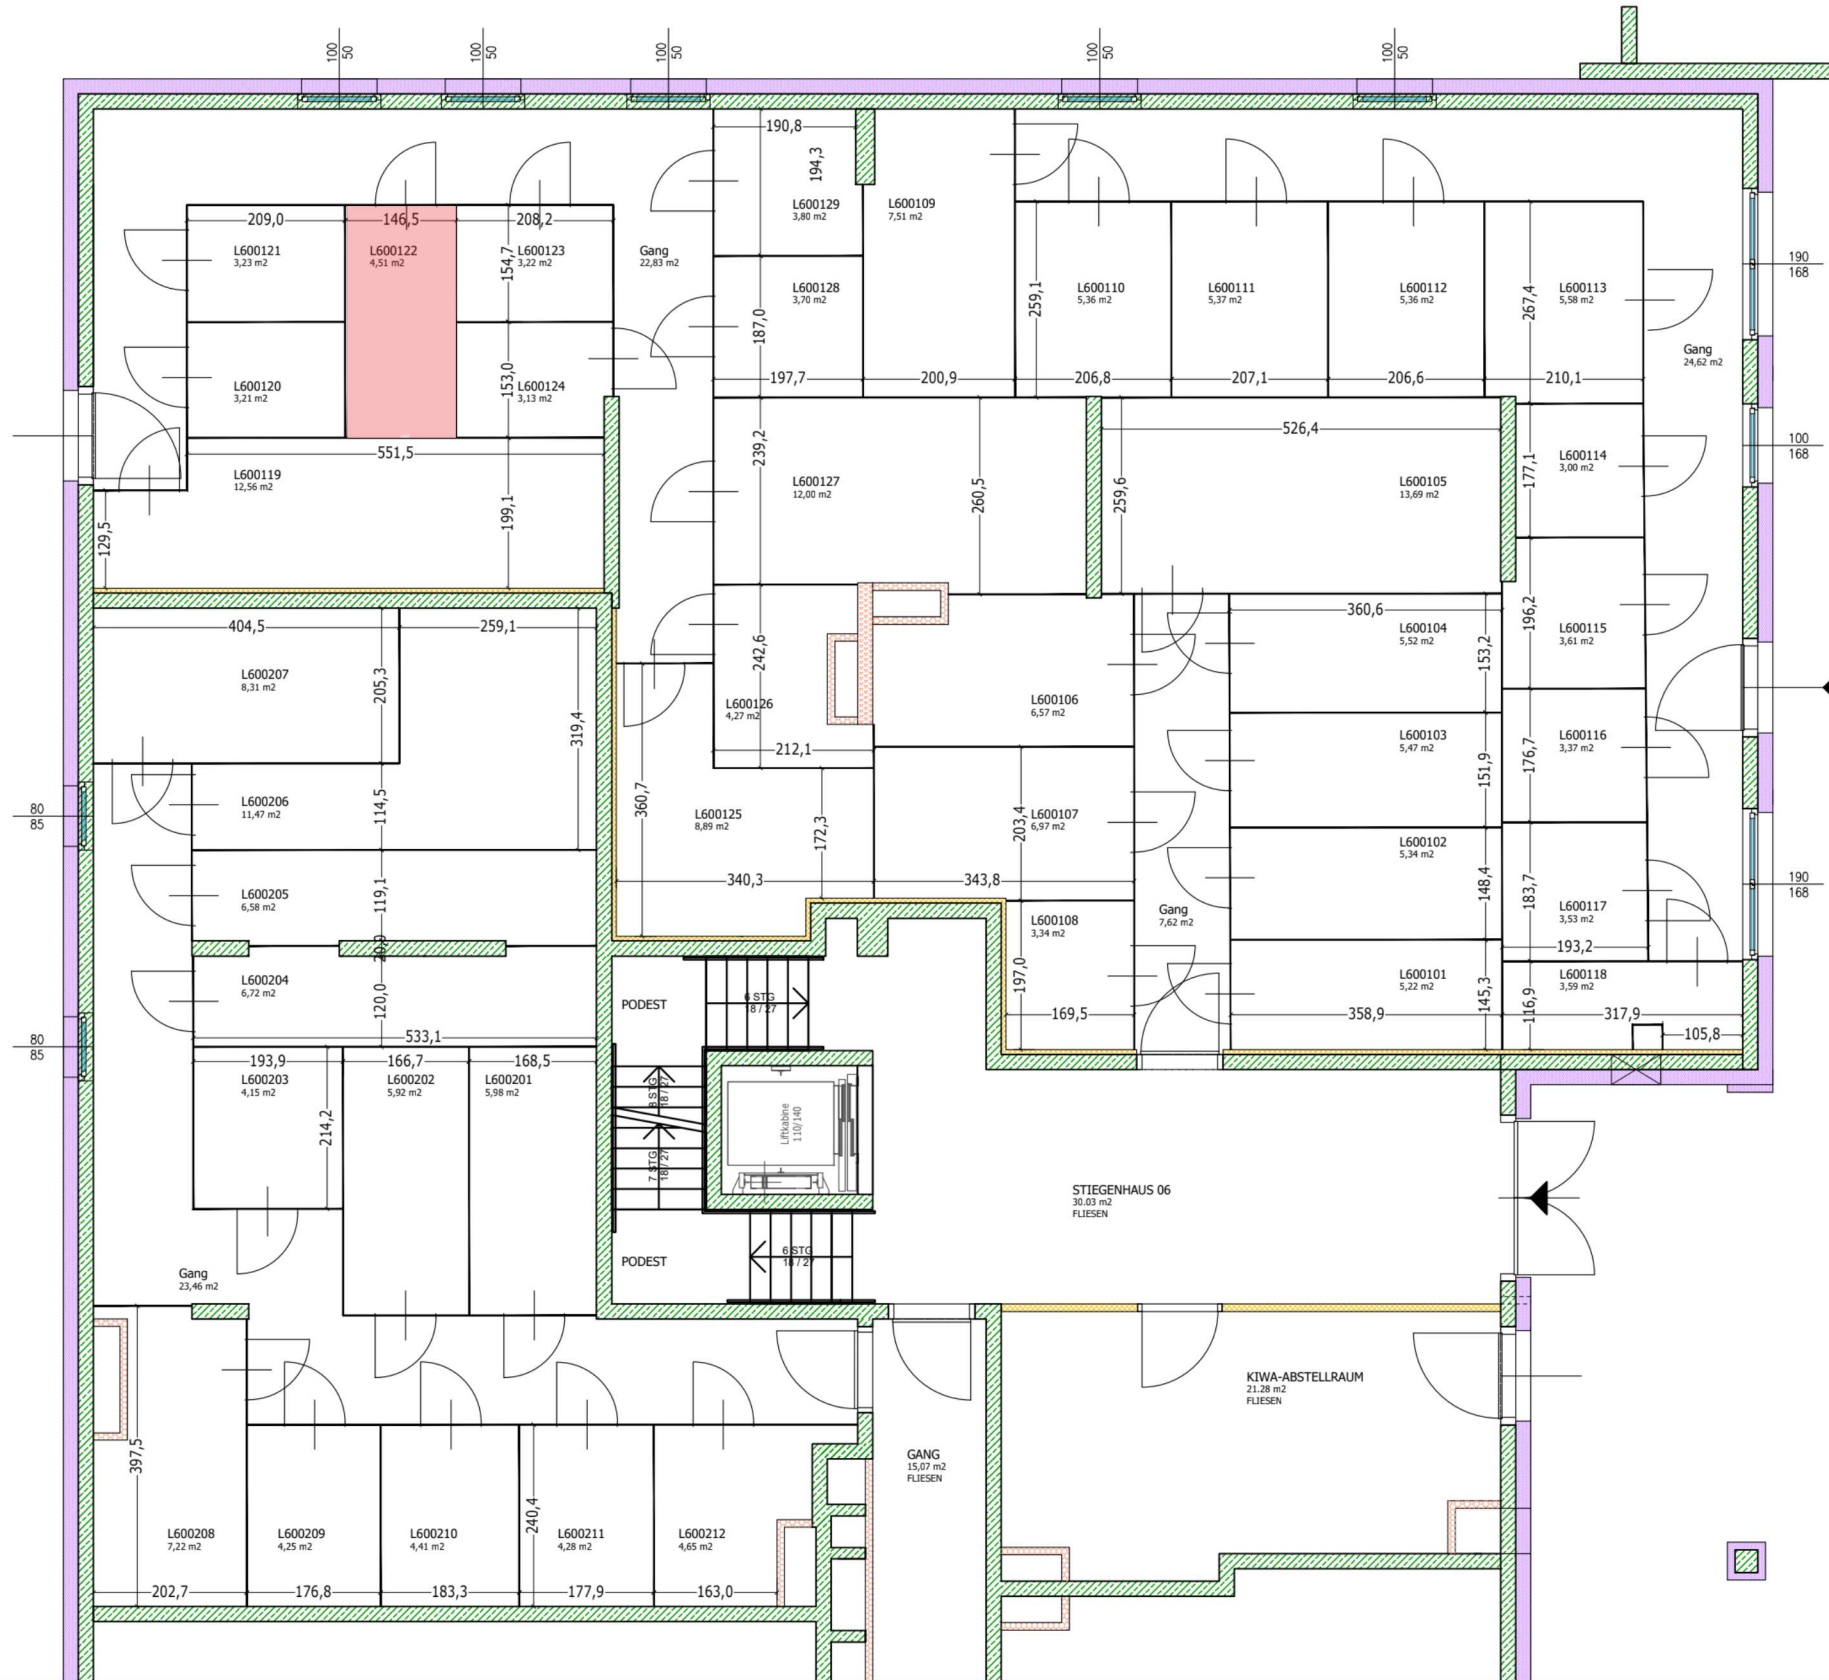 100
50
100
50
100
50
100
50
100
50
190,8
194,3
L600129
3,80 m2
L600109
7,51 m2
209,0
146,5
208,2
L600121
3,23 m2
L600122
4,51 m2
154,7
L600123
3,22 m2
Gang
22,83 m2
190
168
L600128
3,70 m2
187,0
259,1
L600110
5,36 m2
L600111
5,37 m2
L600112
5,36 m2
L600113
5,58 m2
267,4
Gang
24,62 m2
L600120
3,21 m2
153,0
L600124
3,13 m2
197,7
200,9
206,8
207,1
206,6
210,1
551,5
239,2
526,4
100
168
L600119
12,56 m2
199,1
129,5
L600127
12,00 m2
260,5
259,6
L600105
13,69 m2
L600114
3,00 m2
177,1
404,5
259,1
360,6
L600104
5,52 m2
153,2
196,2
L600115
3,61 m2
L600207
8,31 m2
205,3
319,4
242,6
L600126
4,27 m2
212,1
L600106
6,57 m2
L600103
5,47 m2
151,9
176,7
L600116
3,37 m2
80
85
L600206
11,47 m2
114,5
360,7
L600125
8,89 m2
172,3
203,4
L600107
6,97 m2
L600102
5,34 m2
148,4
340,3
343,8
190
168
L600205
6,58 m2
119,1
Gang
7,62 m2
L600108
3,34 m2
183,7
L600117
3,53 m2
193,2
20,0
L600204
6,72 m2
120,0
197,0
L600101
5,22 m2
145,3
116,9
L600118
3,59 m2
PODEST
6 STG
18 / 27
169,5
358,9
317,9
105,8
533,1
80
85
193,9
166,7
168,5
L600203
4,15 m2
L600202
5,92 m2
L600201
5,98 m2
214,2
8 STG
18 / 27
7 STG
18 / 27
Liftkabine
110/140
STIEGENHAUS 06
30.03 m2
FLIESEN
6 STG
18 / 27
PODEST
Gang
23,46 m2
KIWA-ABSTELLRAUM
21.28 m2
FLIESEN
397,5
GANG
15,07 m2
FLIESEN
L600208
7,22 m2
L600209
4,25 m2
L600210
4,41 m2
240,4
L600211
4,28 m2
L600212
4,65 m2
202,7
176,8
183,3
177,9
163,0